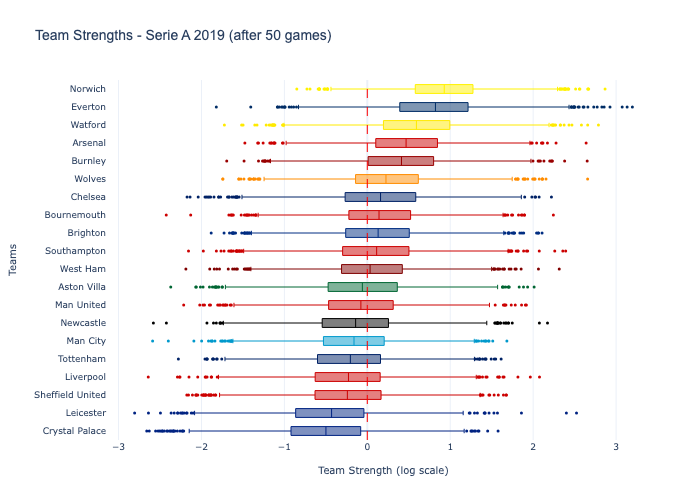 Team Strengths - Serie A 2019 (after 50 games)
Norwich
Everton
Watford
Arsenal
Burnley
Wolves
Chelsea
Bournemouth
Brighton
Southampton
West Ham
Aston Villa
Man United
Newcastle
Man City
Tottenham
Liverpool
Sheffield United
Leicester
Crystal Palace
Teams
−3 −2 −1 0 1 2 3
Team Strength (log scale)